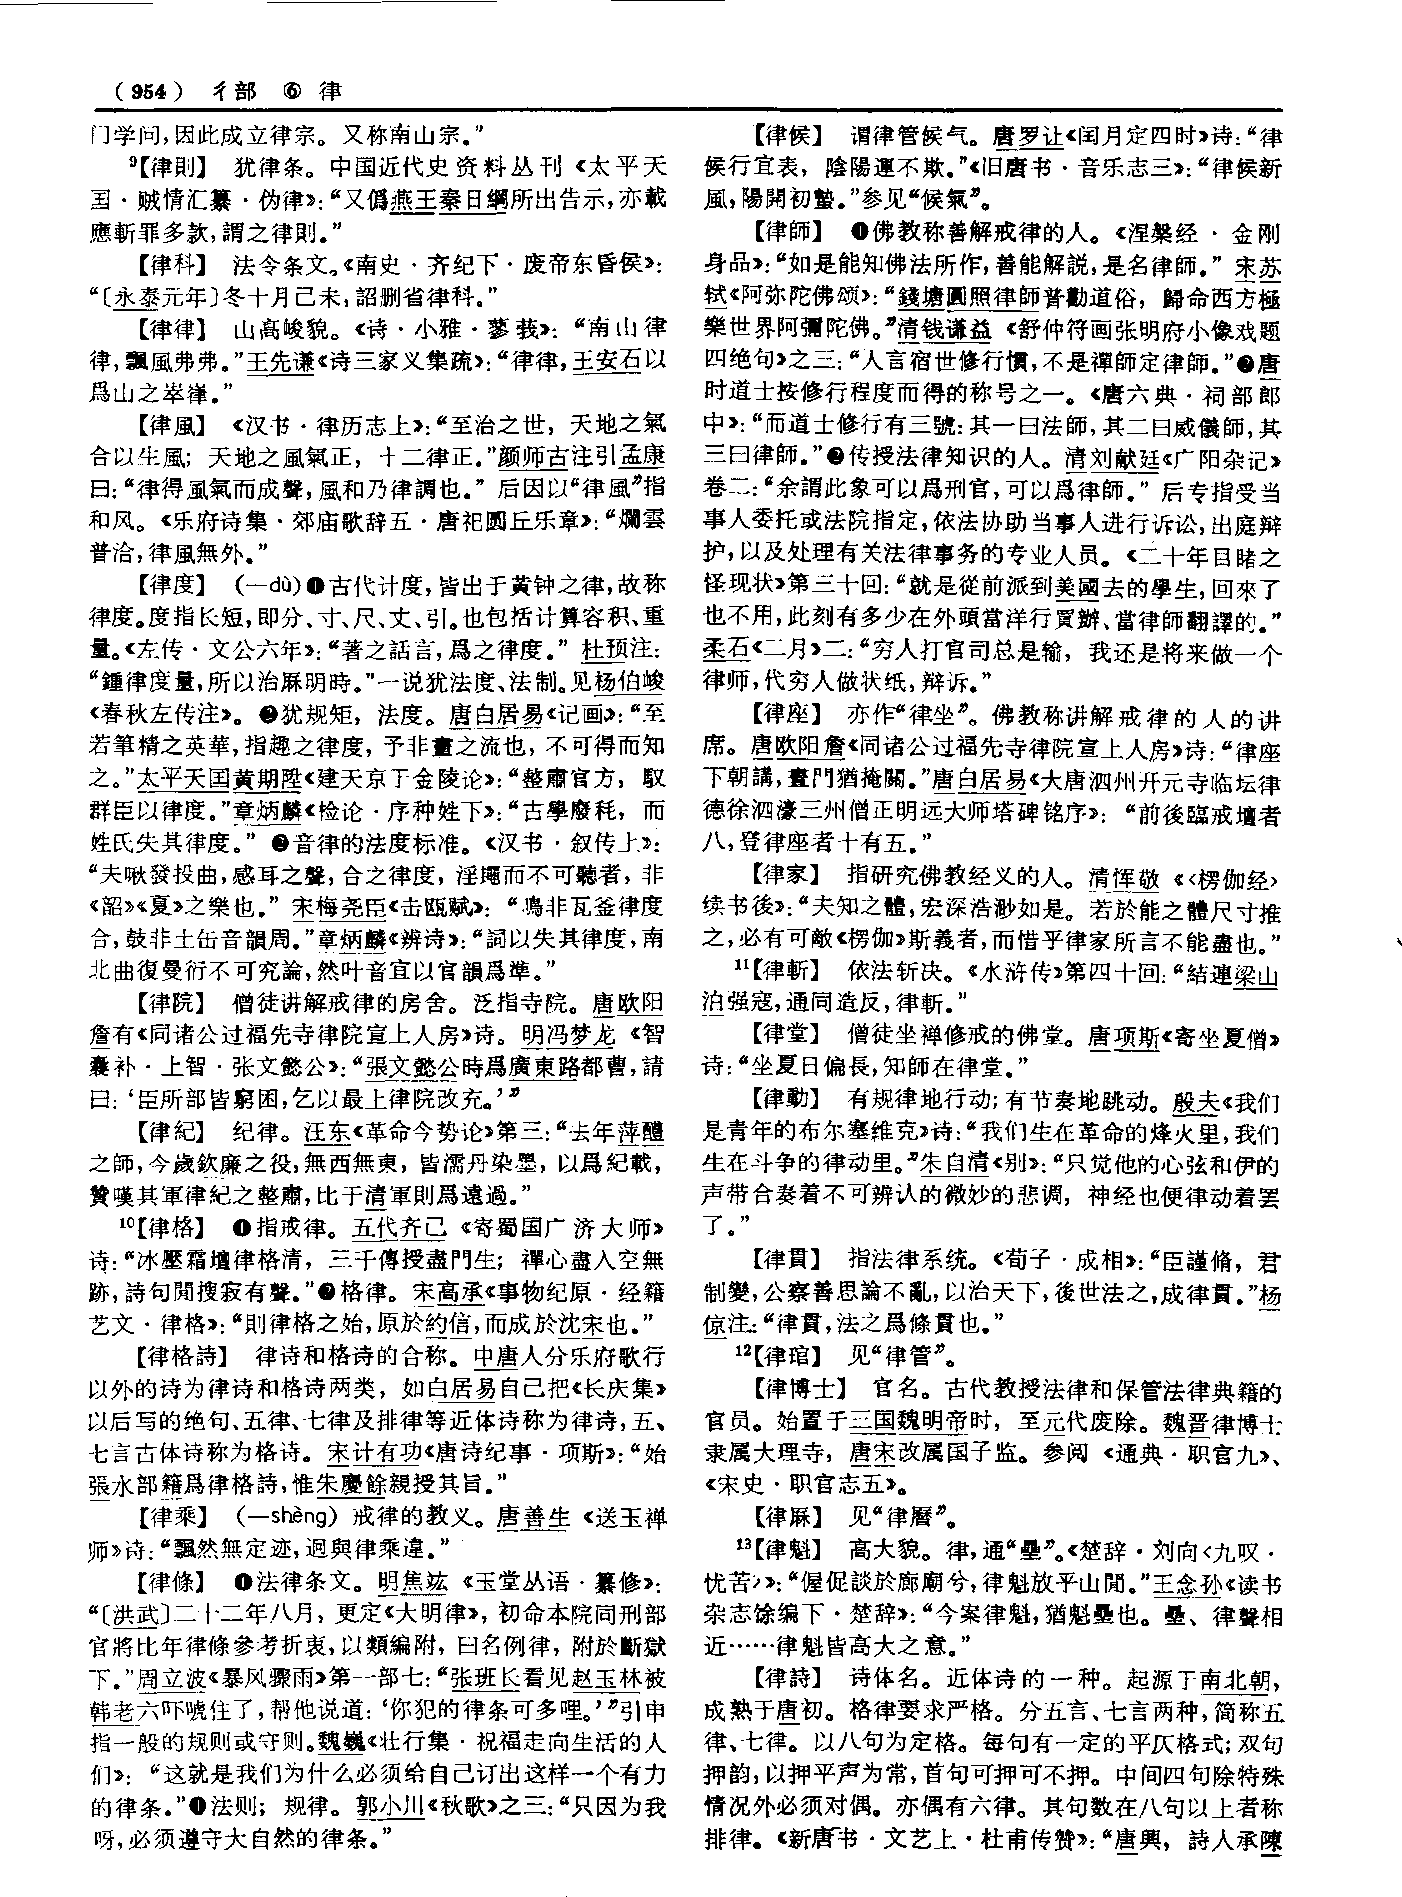 (954) 彳部 ⑥ 律
门学问,因此成立律宗。又称南山宗。”
9【律則】 犹律条。中国近代史资料丛刊《太平天
国·贼情汇纂·伪律》:“又僞燕王秦日綱所出告示,亦載
應斬罪多款,謂之律則。”
【律科】 法令条文。《南史·齐纪下·废帝东昏侯》:
“〔永泰元年〕冬十月己未,詔删省律科。”
【律律】 山高峻貌。《诗·小雅·蓼莪》:“南山律
律,飄風弗弗。”王先谦《诗三家义集疏》:“律律,王安石以
爲山之崒嵂。”
【律風】 《汉书·律历志上》:“至治之世,天地之氣
合以生風;天地之風氣正,十二律正。”颜师古注引孟康
曰:“律得風氣而成聲,風和乃律調也。”后因以“律風”指
和风。《乐府诗集·郊庙歌辞五·唐祀圆丘乐章》:“爛雲
普洽,律風無外。”
【律度】 (—dù)❶古代计度,皆出于黄钟之律,故称
律度。度指长短,即分、寸、尺、丈、引。也包括计算容积、重
量。《左传·文公六年》:“著之話言,爲之律度。”杜预注:
“鍾律度量,所以治厤明時。”一说犹法度、法制。见杨伯峻
《春秋左传注》。❷犹规矩,法度。唐白居易《记画》:“至
若筆精之英華,指趣之律度,予非畫之流也,不可得而知
之。”太平天国黄期陞《建天京于金陵论》:“整肅官方,馭
群臣以律度。”章炳麟《检论·序种姓下》:“古學廢秏,而
姓氏失其律度。”❸音律的法度标准。《汉书·叙传上》:
“夫啾發投曲,感耳之聲,合之律度,淫䵷而不可聽者,非
《韶》《夏》之樂也。”宋梅尧臣《击瓯赋》:“鳴非瓦釜律度
合,鼓非土缶音韻周。”章炳麟《辨诗》:“詞以失其律度,南
北曲復曼衍不可究論,然叶音宜以官韻爲準。”
【律院】 僧徒讲解戒律的房舍。泛指寺院。唐欧阳
詹有《同诸公过福先寺律院宣上人房》诗。明冯梦龙《智
囊补·上智·张文懿公》:“張文懿公時爲廣東路都曹,請
曰:‘臣所部皆窮困,乞以最上律院改充。’”
【律紀】 纪律。汪东《革命今势论》第三:“去年萍醴
之師,今歲欽廉之役,無西無東,皆濡丹染墨,以爲紀載,
贊嘆其軍律紀之整肅,比于清軍則爲遠過。”
10【律格】 ❶指戒律。五代齐己《寄蜀国广济大师》
诗:“冰壓霜壇律格清,三千傳授盡門生;禪心盡入空無
跡,詩句閒搜寂有聲。”❷格律。宋高承《事物纪原·经籍
艺文·律格》:“則律格之始,原於約信,而成於沈宋也。”
【律格詩】 律诗和格诗的合称。中唐人分乐府歌行
以外的诗为律诗和格诗两类,如白居易自己把《长庆集》
以后写的绝句、五律、七律及排律等近体诗称为律诗,五、
七言古体诗称为格诗。宋计有功《唐诗纪事·项斯》:“始
張水部籍爲律格詩,惟朱慶餘親授其旨。”
【律乘】 (—shèng)戒律的教义。唐善生《送玉禅
师》诗:“飄然無定迹,迥與律乘違。”
【律條】 ❶法律条文。明焦竑《玉堂丛语·纂修》:
“〔洪武〕二十二年八月,更定《大明律》,初命本院同刑部
官將比年律條參考折衷,以類編附,曰名例律,附於斷獄
下。”周立波《暴风骤雨》第一部七:“张班长看见赵玉林被
韩老六吓唬住了,帮他说道:‘你犯的律条可多哩。’”引申
指一般的规则或守则。魏巍《壮行集·祝福走向生活的人
们》:“这就是我们为什么必须给自己订出这样一个有力
的律条。”❶法则;规律。郭小川《秋歌》之三:“只因为我
呀,必须遵守大自然的律条。”
【律候】 谓律管候气。唐罗让《闰月定四时》诗:“律
候行宜表,陰陽運不欺。”《旧唐书·音乐志三》:“律候新
風,陽開初蟄。”参见“候氣”。
【律師】 ❶佛教称善解戒律的人。《涅槃经·金刚
身品》:“如是能知佛法所作,善能解説,是名律師。”宋苏
轼《阿弥陀佛颂》:“錢塘圓照律師普勸道俗,歸命西方極
樂世界阿彌陀佛。”清钱谦益《舒仲符画张明府小像戏题
四绝句》之三:“人言宿世修行慣,不是禪師定律師。”❷唐
时道士按修行程度而得的称号之一。《唐六典·祠部郎
中》:“而道士修行有三號:其一曰法師,其二曰威儀師,其
三曰律師。”❸传授法律知识的人。清刘献廷《广阳杂记》
卷二:“余謂此象可以爲刑官,可以爲律師。”后专指受当
事人委托或法院指定,依法协助当事人进行诉讼,出庭辩
护,以及处理有关法律事务的专业人员。《二十年目睹之
怪现状》第三十回:“就是從前派到美國去的學生,回來了
也不用,此刻有多少在外頭當洋行買辦、當律師翻譯的。”
柔石《二月》二:“穷人打官司总是输,我还是将来做一个
律师,代穷人做状纸,辩诉。”
【律座】 亦作“律坐”。佛教称讲解戒律的人的讲
席。唐欧阳詹《同诸公过福先寺律院宣上人房》诗:“律座
下朝講,晝門猶掩關。”唐白居易《大唐泗州开元寺临坛律
德徐泗濠三州僧正明远大师塔碑铭序》:“前後臨戒壇者
八,登律座者十有五。”
【律家】 指研究佛教经义的人。清恽敬《〈楞伽经〉
续书後》:“夫知之體,宏深浩渺如是。若於能之體尺寸推
之,必有可敵《楞伽》斯義者,而惜乎律家所言不能盡也。”
11【律斬】 依法斩决。《水浒传》第四十回:“結連梁山
泊强寇,通同造反,律斬。”
【律堂】 僧徒坐禅修戒的佛堂。唐项斯《寄坐夏僧》
诗:“坐夏日偏長,知師在律堂。”
【律動】 有规律地行动;有节奏地跳动。殷夫《我们
是青年的布尔塞维克》诗:“我们生在革命的烽火里,我们
生在斗争的律动里。”朱自清《别》:“只觉他的心弦和伊的
声带合奏着不可辨认的微妙的悲调,神经也便律动着罢
了。”
【律貫】 指法律系统。《荀子·成相》:“臣謹脩,君
制變,公察善思論不亂,以治天下,後世法之,成律貫。”杨
倞注:“律貫,法之爲條貫也。”
12【律琯】 见“律管”。
【律博士】 官名。古代教授法律和保管法律典籍的
官员。始置于三国魏明帝时,至元代废除。魏晋律博士
隶属大理寺,唐宋改属国子监。参阅《通典·职官九》、
《宋史·职官志五》。
【律厤】 见“律曆”。
13【律魁】 高大貌。律,通“壘”。《楚辞·刘向〈九叹·
忧苦〉》:“偓促談於廊廟兮,律魁放乎山閒。”王念孙《读书
杂志馀编下·楚辞》:“今案律魁,猶魁壘也。壘、律聲相
近……律魁皆高大之意。”
【律詩】 诗体名。近体诗的一种。起源于南北朝,
成熟于唐初。格律要求严格。分五言、七言两种,简称五
律、七律。以八句为定格。每句有一定的平仄格式;双句
押韵,以押平声为常,首句可押可不押。中间四句除特殊
情况外必须对偶。亦偶有六律。其句数在八句以上者称
排律。《新唐书·文艺上·杜甫传赞》:“唐興,詩人承陳